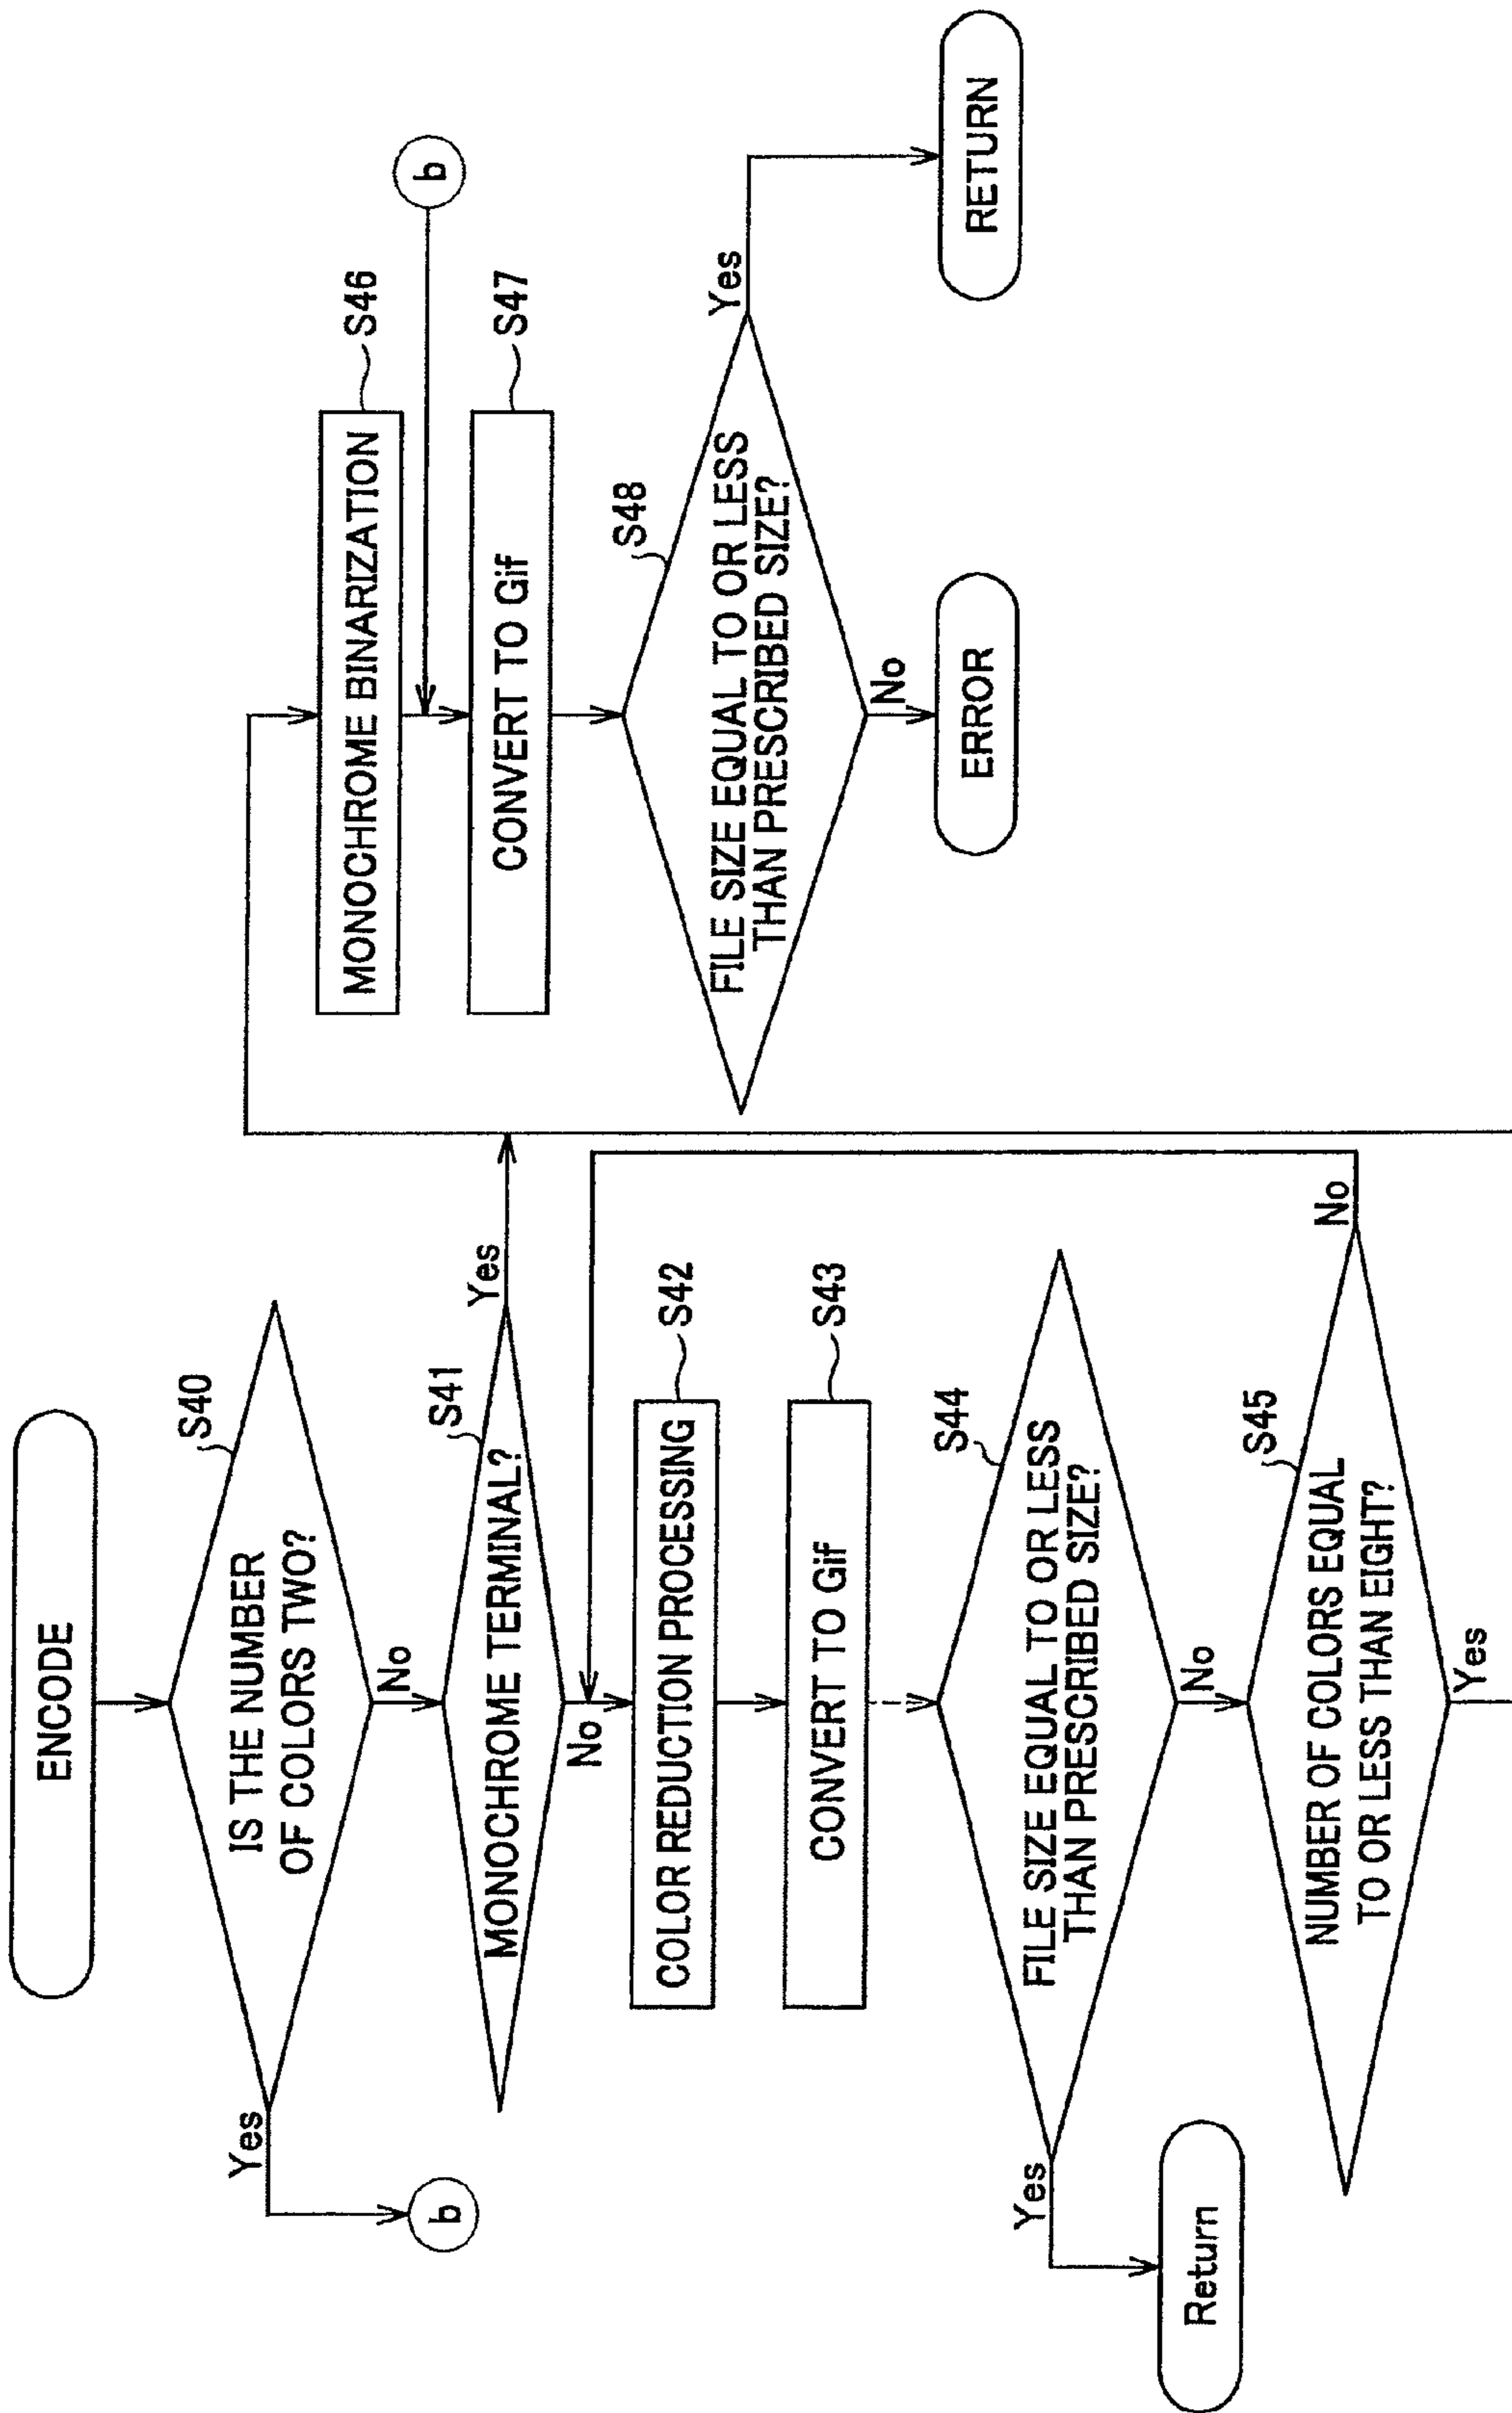 ENCODE
S40
IS THE NUMBER
OF COLORS TWO?
Yes
b
No
S41
MONOCHROME TERMINAL?
Yes
No
S42
COLOR REDUCTION PROCESSING
S43
CONVERT TO Gif
S44
FILE SIZE EQUAL TO OR LESS
THAN PRESCRIBED SIZE?
Yes
Return
No
S45
NUMBER OF COLORS EQUAL
TO OR LESS THAN EIGHT?
No
Yes
S46
MONOCHROME BINARIZATION
b
S47
CONVERT TO Gif
S48
FILE SIZE EQUAL TO OR LESS
THAN PRESCRIBED SIZE?
Yes
RETURN
No
ERROR